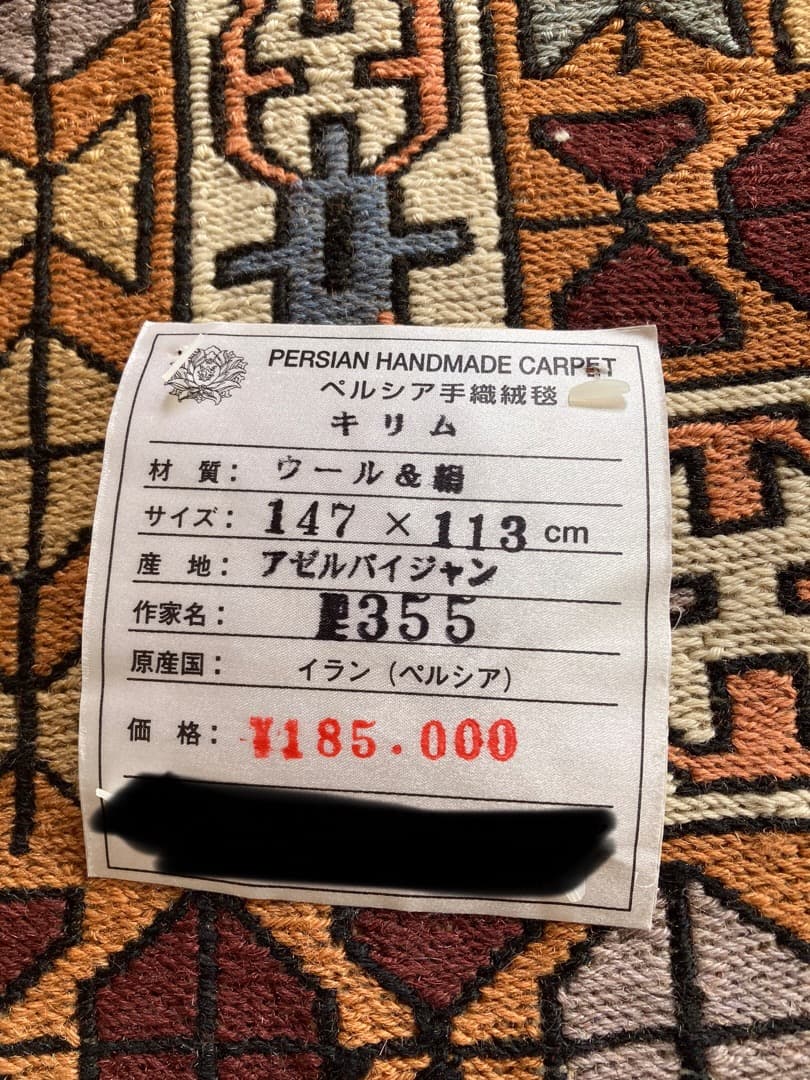 PERSIAN HANDMADE CARPET
ペルシア手織絨毯
キリム
材 質: ウール&絹
サイズ: 147 × 113 cm
産 地: アゼルバイジャン
作家名: 355
原産国: イラン (ペルシア)
価 格: ¥185.000